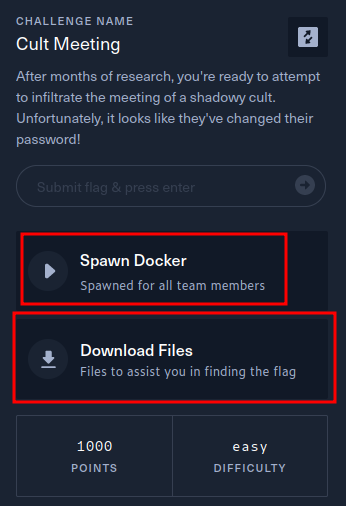 CHALLENGE NAME
Cult Meeting
After months of research, you're ready to attempt
to infiltrate the meeting of a shadowy cult.
Unfortunately, it looks like they've changed their
password!
Submit flag & press enter
Spawn Docker
Spawned for all team members
Download Files
Files to assist you in finding the flag
1000
POINTS
easy
DIFFICULTY